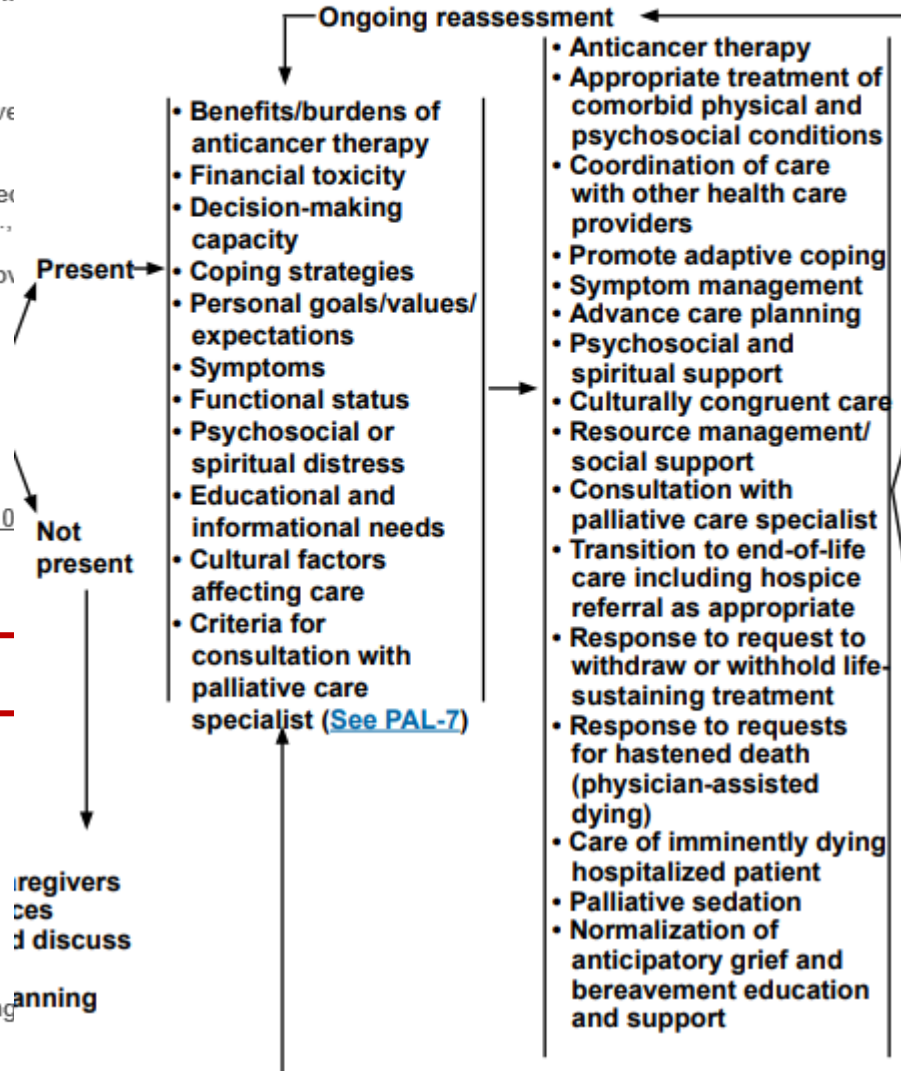 Ongoing reassessment
Present
Not
present
• Benefits/burdens of
anticancer therapy
• Financial toxicity
• Decision-making
capacity
• Coping strategies
• Personal goals/values/
expectations
• Symptoms
• Functional status
• Psychosocial or
spiritual distress
• Educational and
informational needs
• Cultural factors
affecting care
• Criteria for
consultation with
palliative care
specialist (See PAL-7)
• Anticancer therapy
• Appropriate treatment of
comorbid physical and
psychosocial conditions
• Coordination of care
with other health care
providers
• Promote adaptive coping
• Symptom management
• Advance care planning
• Psychosocial and
spiritual support
• Culturally congruent care
• Resource management/
social support
• Consultation with
palliative care specialist
• Transition to end-of-life
care including hospice
referral as appropriate
• Response to request to
withdraw or withhold life-
sustaining treatment
• Response to requests
for hastened death
(physician-assisted
dying)
• Care of imminently dying
hospitalized patient
• Palliative sedation
• Normalization of
anticipatory grief and
bereavement education
and support
aregivers
ces
d discuss
anning